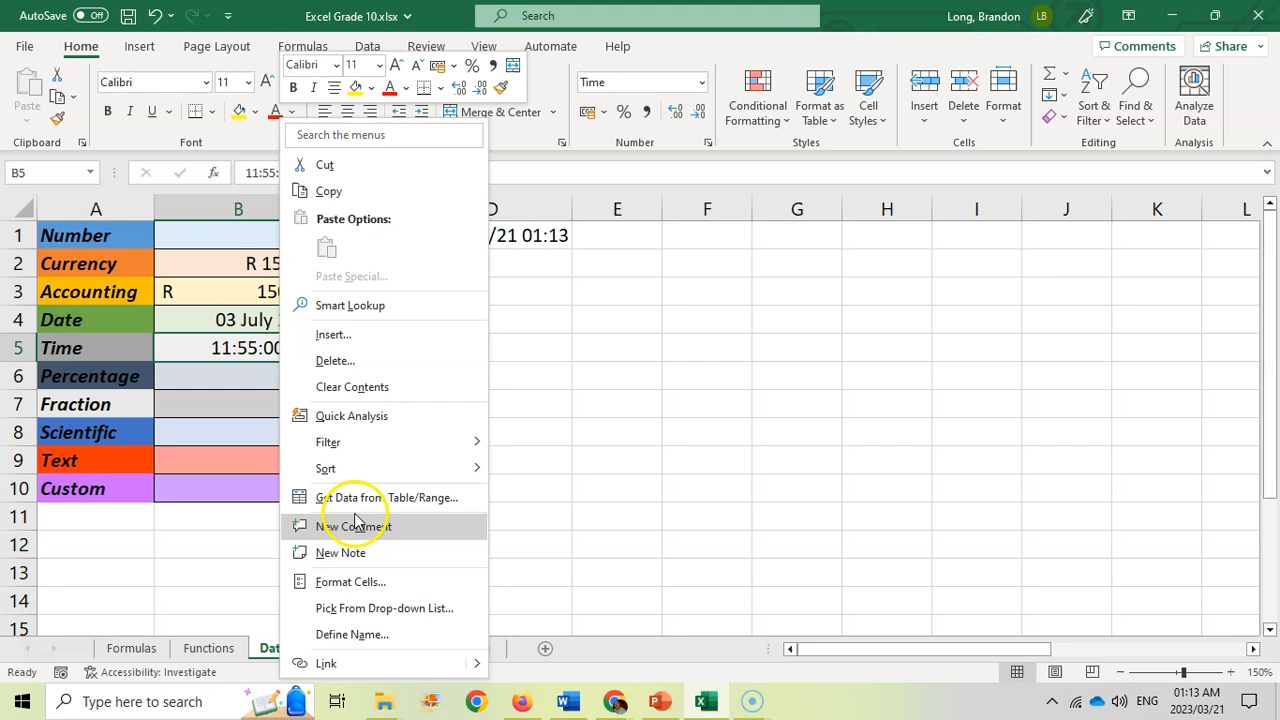 AutoSave Off
Excel Grade 10.xlsx
Search
Long, Brandon LB
File Home Insert Page Layout Formulas Data Review View Automate Help
Comments Share
Calibri 11
Calibri 11
Time
Paste
B I U
B I
Merge & Center
Conditional Formatting
Format as Table
Cell Styles
Insert Delete Format
Sort & Filter
Find & Select
Analyze Data
Clipboard Font Number Styles Cells Editing Analysis
B5
fx
11:55:
A B D E F G H I J K L
1 Number /21 01:13
2 Currency R 15
3 Accounting R 15
4 Date 03 July
5 Time 11:55:00
6 Percentage
7 Fraction
8 Scientific
9 Text
10 Custom
11
12
13
14
15
Search the menus
Cut
Copy
Paste Options:
Paste Special...
Smart Lookup
Insert...
Delete...
Clear Contents
Quick Analysis
Filter
Sort
Get Data from Table/Range...
New Comment
New Note
Format Cells...
Pick From Drop-down List...
Define Name...
Link
Formulas Functions Dat
Ready Accessibility: Investigate 150%
Type here to search
01:13 AM
2023/03/21